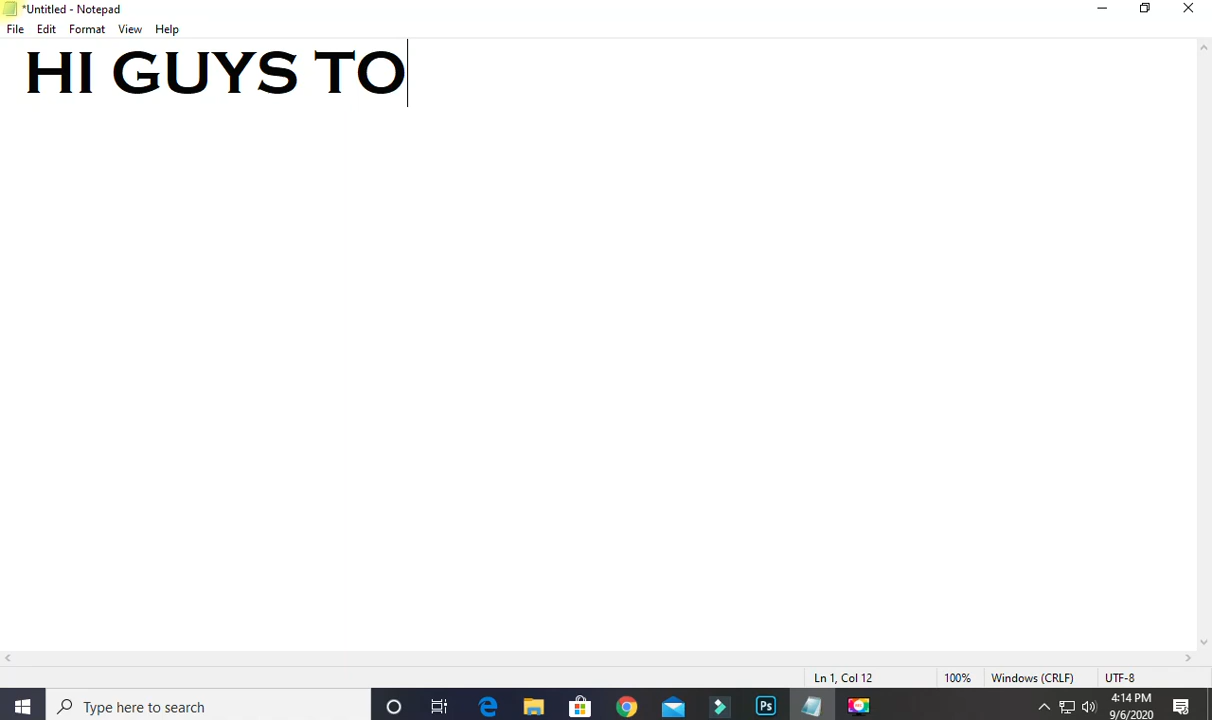 *Untitled - Notepad
File Edit Format View Help
HI GUYS TO
Ln 1, Col 12 100% Windows (CRLF) UTF-8
Type here to search
Ps
4:14 PM
9/6/2020